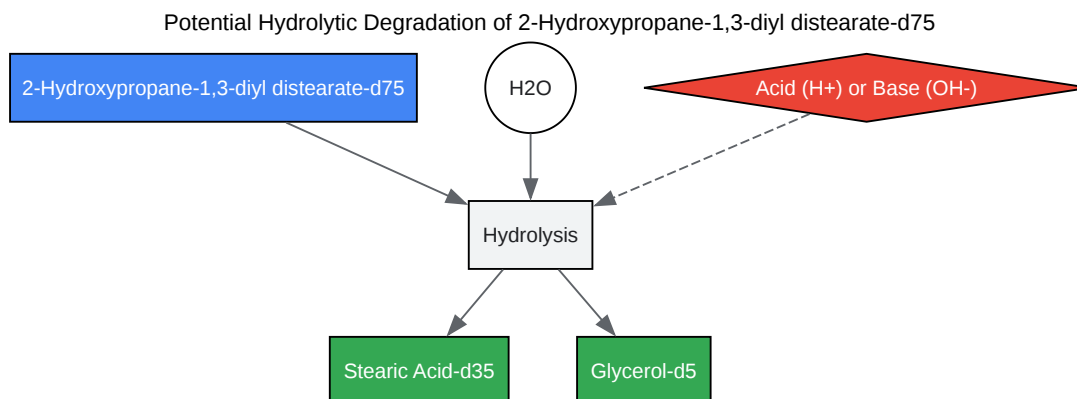 Potential Hydrolytic Degradation of 2-Hydroxypropane-1,3-diyl distearate-d75
2-Hydroxypropane-1,3-diyl distearate-d75
H2O
Acid (H+) or Base (OH-)
Hydrolysis
Stearic Acid-d35
Glycerol-d5